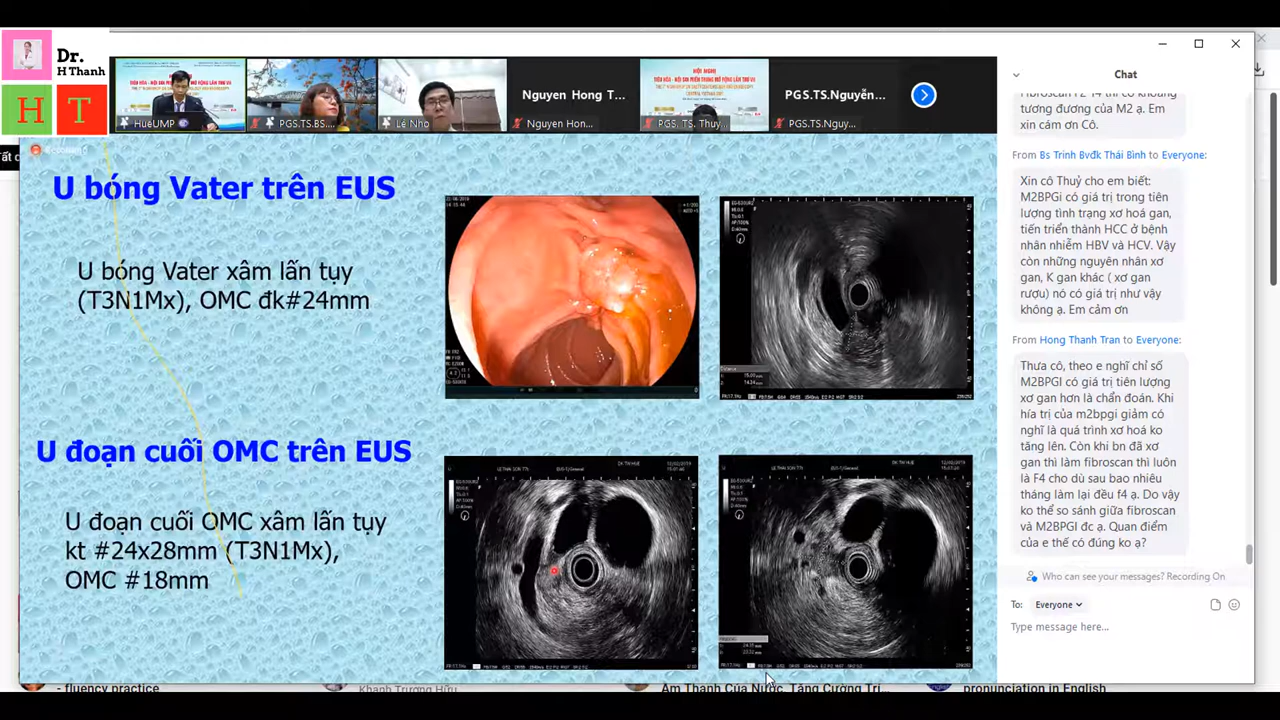 Dr.
H Thanh
H T
HueUMP
PGS.TS.BS....
Lê Nho
Nguyen Hong T...
Nguyen Hon...
HỘI NGHỊ
PGS. TS. Thuy...
PGS.TS.Nguyễn...
PGS.TS.Nguy...
U bóng Vater trên EUS
U bóng Vater xâm lấn tụy
(T3N1Mx), OMC đk#24mm
U đoạn cuối OMC trên EUS
U đoạn cuối OMC xâm lấn tụy
kt #24x28mm (T3N1Mx),
OMC #18mm
Chat
Fibroscan F2 F4 thì có khoảng
tương đương của M2 ạ. Em
xin cảm ơn Cô.
From Bs Trinh Bvđk Thái Bình to Everyone:
Xin cô Thuỷ cho em biết:
M2BPGi có giá trị trong tiên
lượng tình trạng xơ hoá gan,
tiến triển thành HCC ở bệnh
nhân nhiễm HBV và HCV. Vậy
còn những nguyên nhân xơ
gan, K gan khác ( xơ gan
rượu) nó có giá trị như vậy
không ạ. Em cảm ơn
From Hong Thanh Tran to Everyone:
Thưa cô, theo e nghĩ chỉ số
M2BPGI có giá trị tiên lượng
xơ gan hơn là chẩn đoán. Khi
hía trị của m2bpgi giảm có
nghĩ là quá trình xơ hoá ko
tăng lên. Còn khi bn đã xơ
gan thì làm fibroscan thì luôn
là F4 cho dù sau bao nhiêu
tháng làm lại đều f4 ạ. Do vậy
ko thể so sánh giữa fibroscan
và M2BPGI đc ạ. Quan điểm
của e thế có đúng ko ạ?
Who can see your messages? Recording On
To: Everyone
Type message here...
- fluency practice
Khanh Trương Hữu
Âm Thanh Của Nước, Tăng Cường Trí...
pronunciation in English